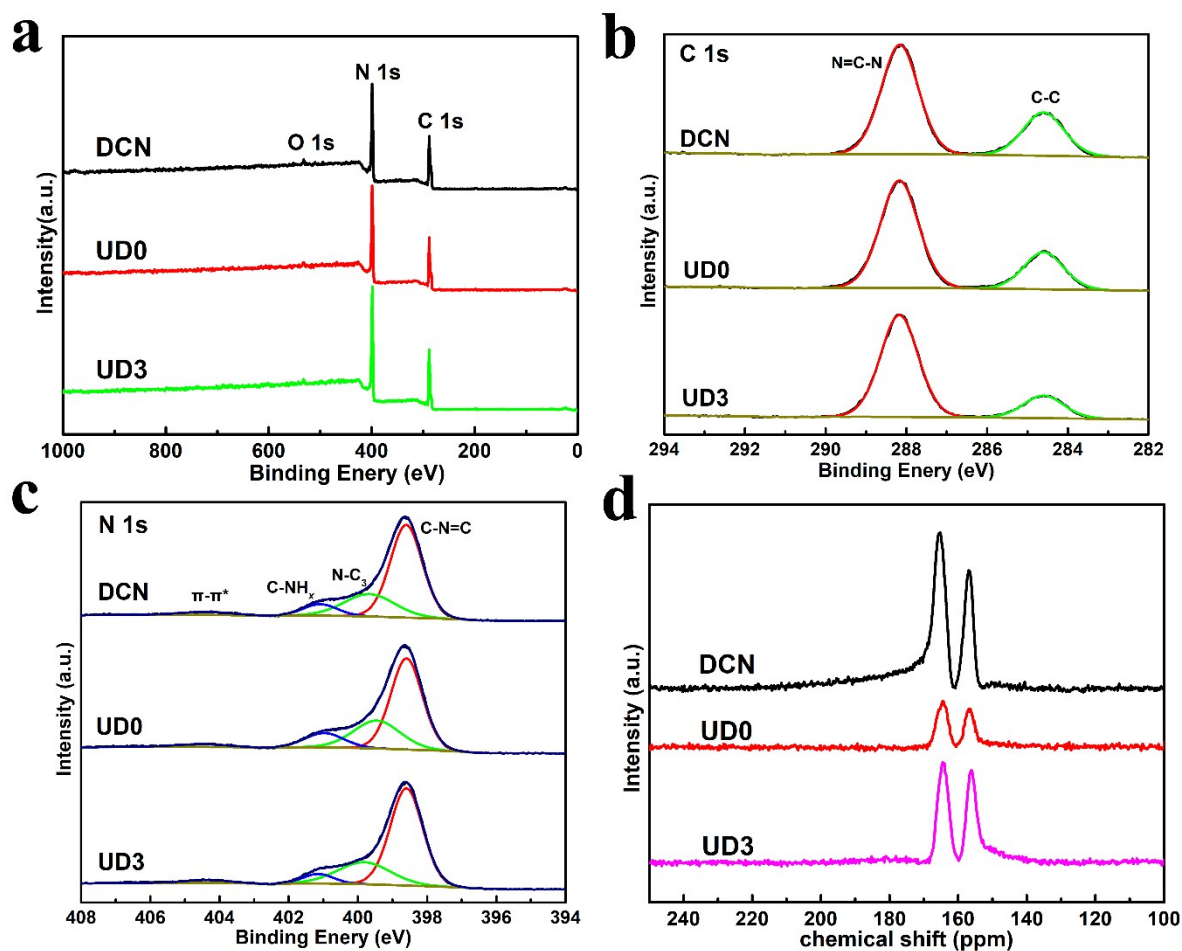 a
N 1s
C 1s
O 1s
DCN
UD0
UD3
Intensity(a.u.)
1000 800 600 400 200 0
Binding Enery (eV)
b
C 1s
N=C-N
C-C
DCN
UD0
UD3
Intensity (a.u.)
294 292 290 288 286 284 282
Binding Enery (eV)
c
N 1s
C-N=C
DCN
N-C3
C-NHx
π-π*
UD0
UD3
Intensity (a.u.)
408 406 404 402 400 398 396 394
Binding Enery (eV)
d
DCN
UD0
UD3
Intensity (a.u.)
240 220 200 180 160 140 120 100
chemical shift (ppm)